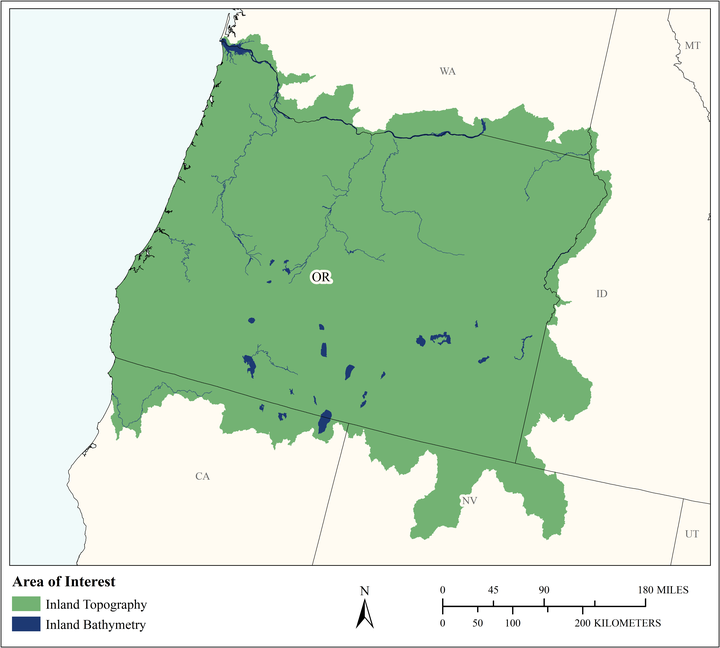 MT
WA
OR
ID
CA
NV
UT
Area of Interest
Inland Topography
Inland Bathymetry
N
0 45 90 180 MILES
0 50 100 200 KILOMETERS